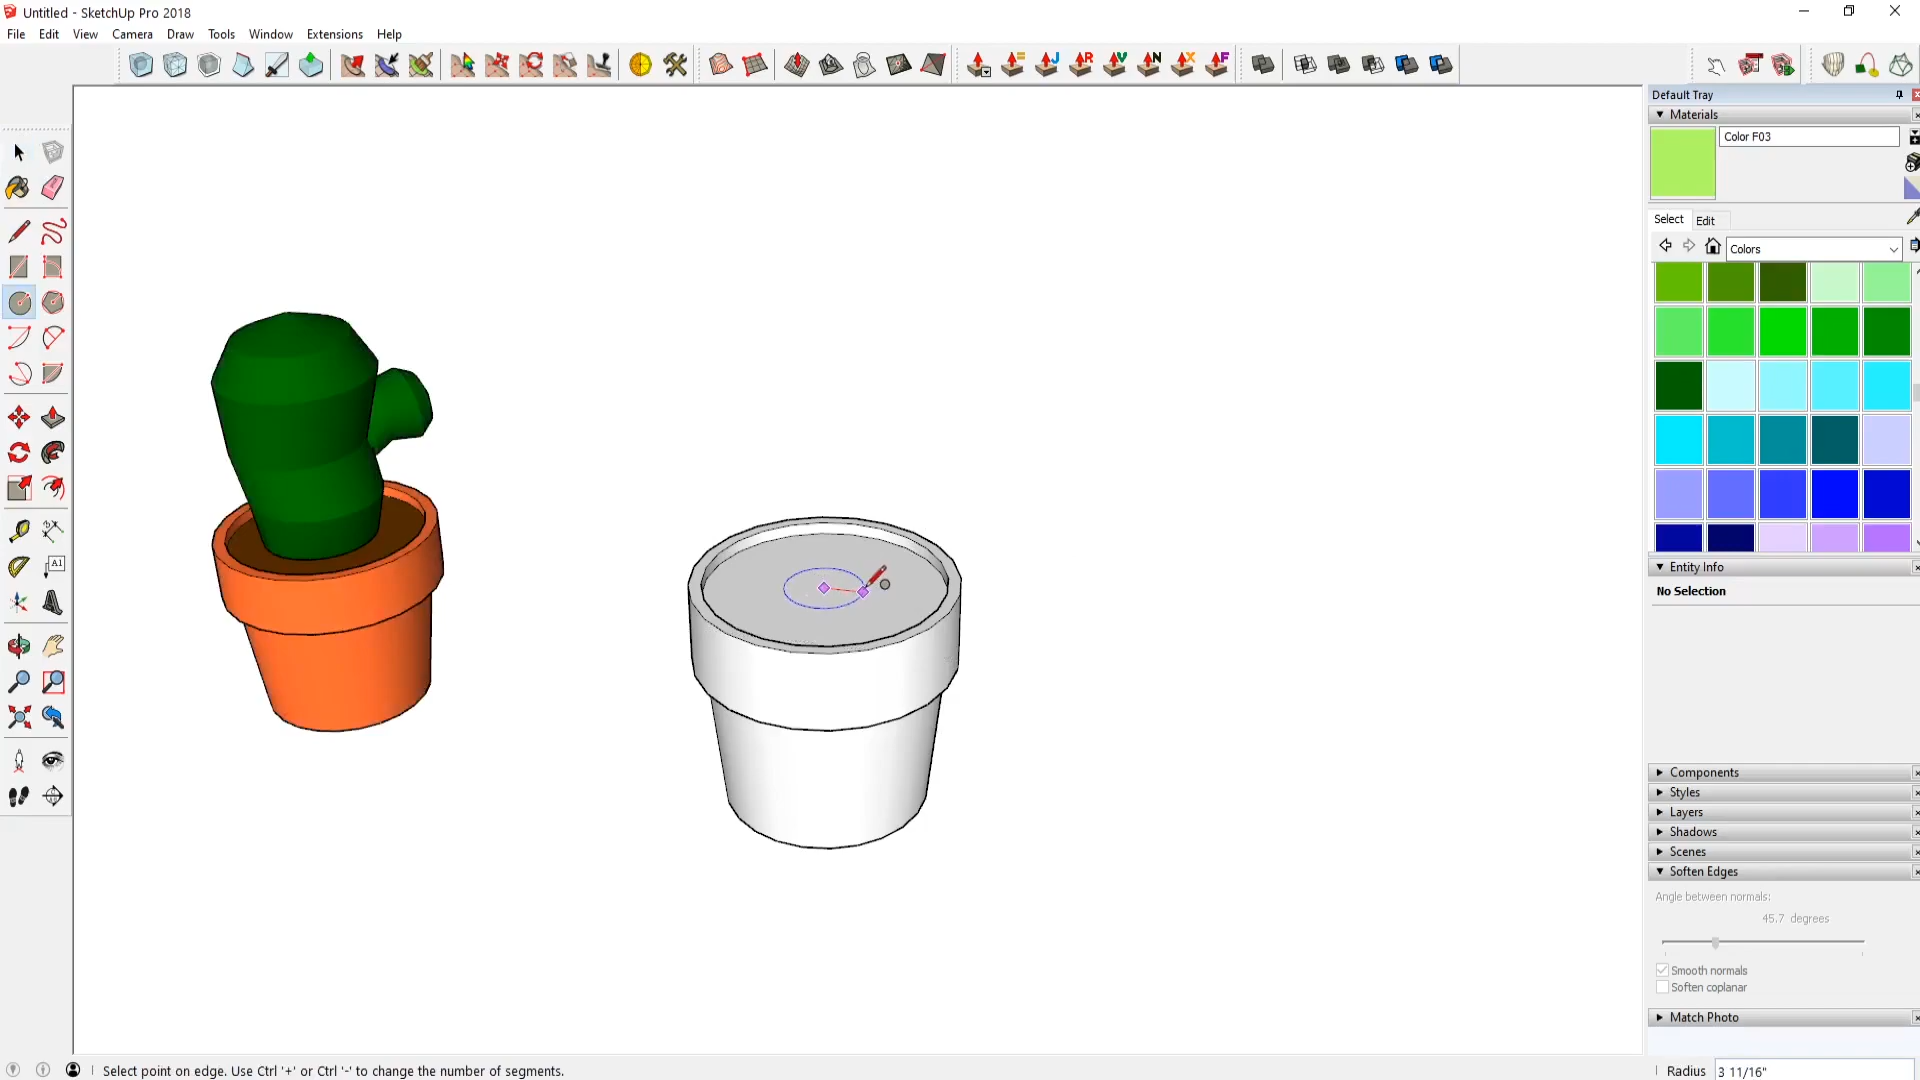 Untitled - SketchUp Pro 2018
File Edit View Camera Draw Tools Window Extensions Help
J R V N X F
Default Tray
Materials
Color F03
Select Edit
Colors
A1
Entity Info
No Selection
Components
Styles
Layers
Shadows
Scenes
Soften Edges
Angle between normals:
45.7 degrees
Smooth normals
Soften coplanar
Match Photo
Select point on edge. Use Ctrl '+' or Ctrl '-' to change the number of segments.
Radius 3 11/16"